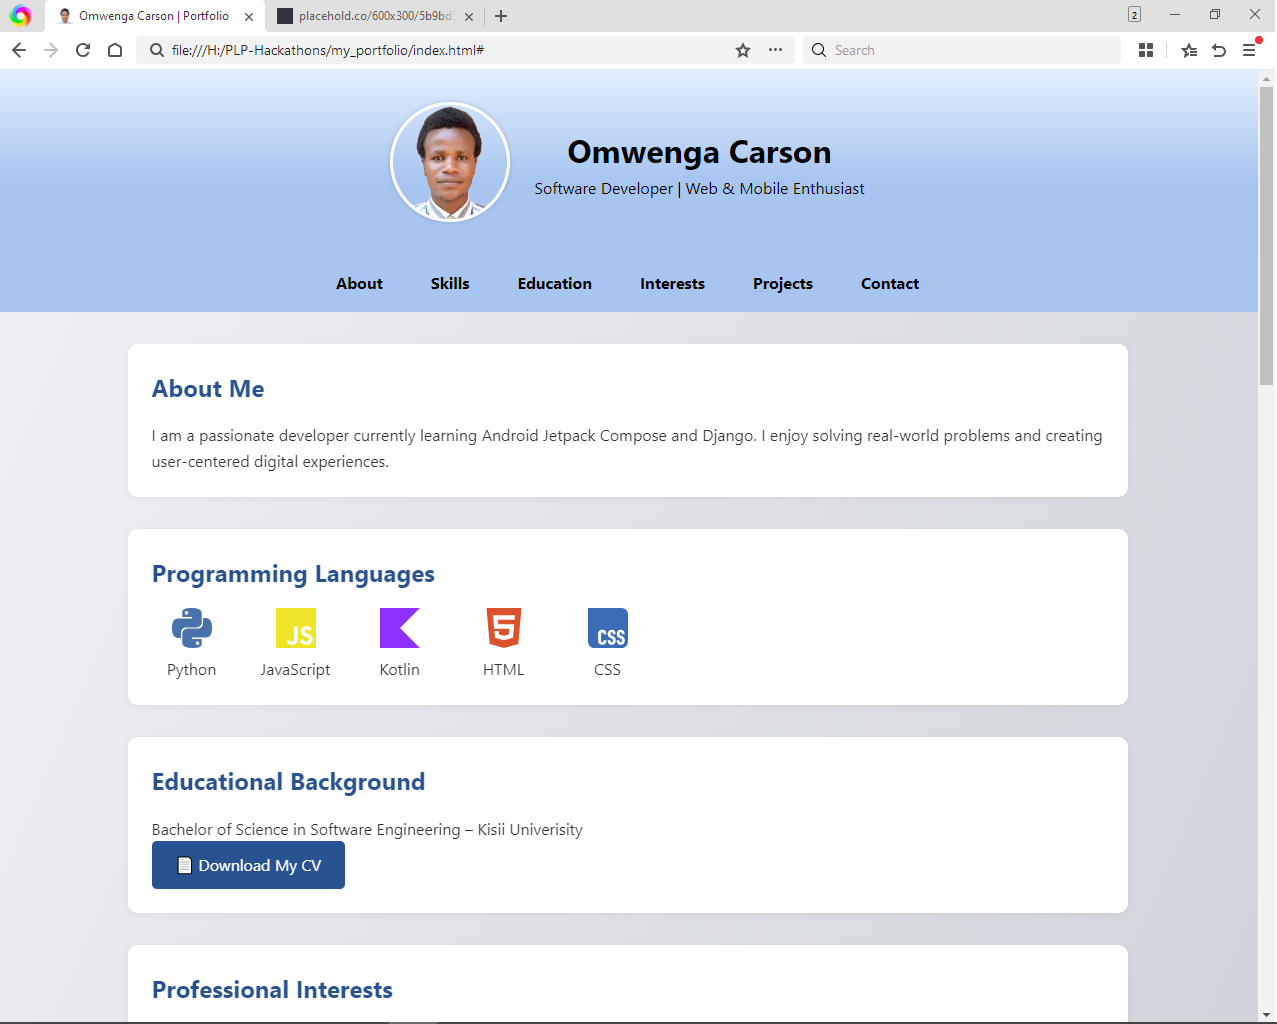 Omwenga Carson | Portfolio
placehold.co/600x300/5b9bd5
2
file:///H:/PLP-Hackathons/my_portfolio/index.html#
Search
Omwenga Carson
Software Developer | Web & Mobile Enthusiast
About Skills Education Interests Projects Contact
About Me
I am a passionate developer currently learning Android Jetpack Compose and Django. I enjoy solving real-world problems and creating
user-centered digital experiences.
Programming Languages
JS 5 CSS
Python JavaScript Kotlin HTML CSS
Educational Background
Bachelor of Science in Software Engineering – Kisii Univerisity
Download My CV
Professional Interests